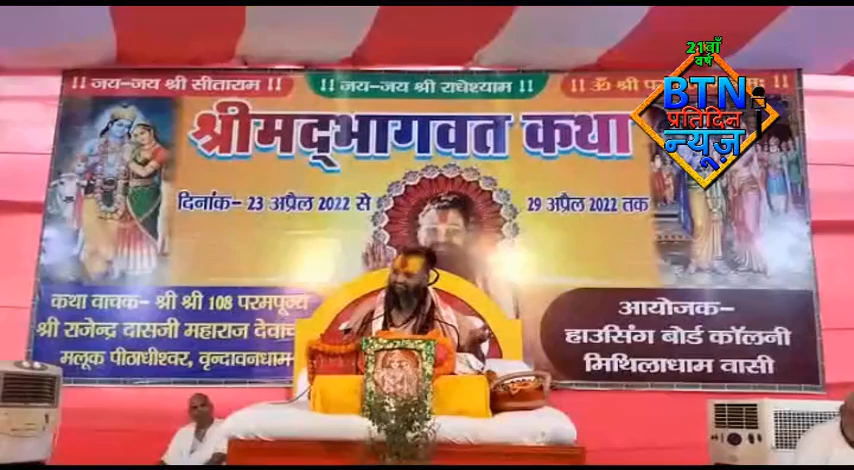 ।। जय-जय श्री सीताराम ।।
।। जय-जय श्री राधेश्याम ।।
।। ॐ श्री
21वाँ
वर्ष
BTN
प्रतिदिन
न्यूज़
श्रीमद्भागवत कथा
दिनांक- 23 अप्रैल 2022 से
29 अप्रैल 2022 तक
कथा वाचक- श्री श्री 108 परमपूज्य
श्री राजेन्द्र दासजी महाराज देवाच
मलूक पीठाधीश्वर, वृन्दावनधाम
आयोजक-
हाउसिंग बोर्ड कॉलनी
मिथिलाधाम वासी